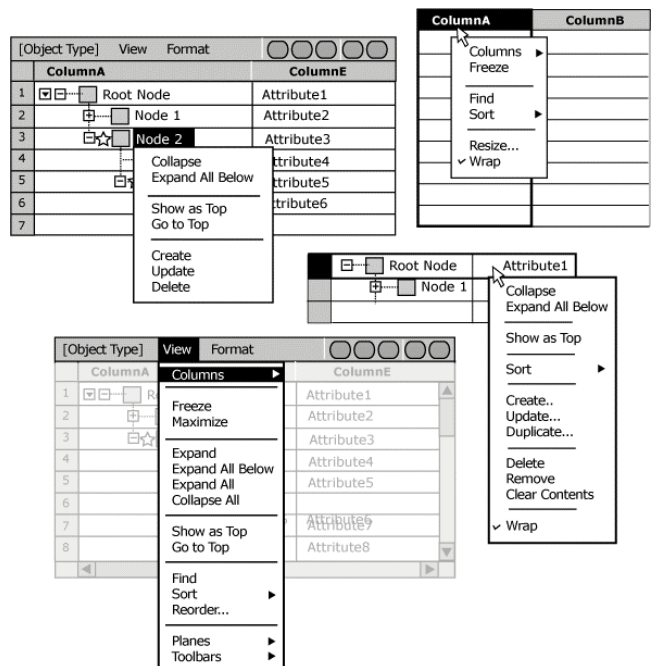 [Object Type] View Format
ColumnA ColumnE
1 Root Node Attribute1
2 Node 1 Attribute2
3 Node 2 Attribute3
4 ttribute4
5 ttribute5
6 ttribute6
7
Collapse
Expand All Below
Show as Top
Go to Top
Create
Update
Delete
ColumnA ColumnB
Columns
Freeze
Find
Sort
Resize...
Wrap
Root Node Attribute1
Node 1
Collapse
Expand All Below
Show as Top
Sort
Create..
Update...
Duplicate...
Delete
Remove
Clear Contents
Wrap
[Object Type] View Format
ColumnA ColumnE
1 R Attribute1
2 Attribute2
3 Attribute3
4 Attribute4
5 Attribute5
6
7 Attribute7
8 Attritute8
Columns
Freeze
Maximize
Expand
Expand All Below
Expand All
Collapse All
Show as Top
Go to Top
Find
Sort
Reorder...
Planes
Toolbars